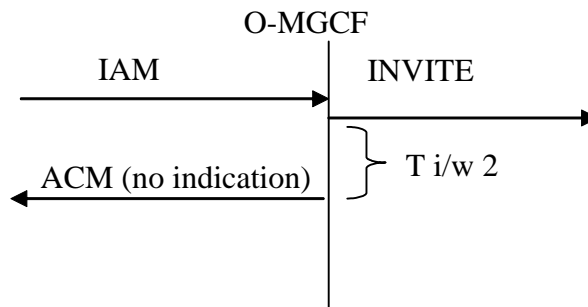 O-MGCF
IAM
INVITE
T i/w 2
ACM (no indication)